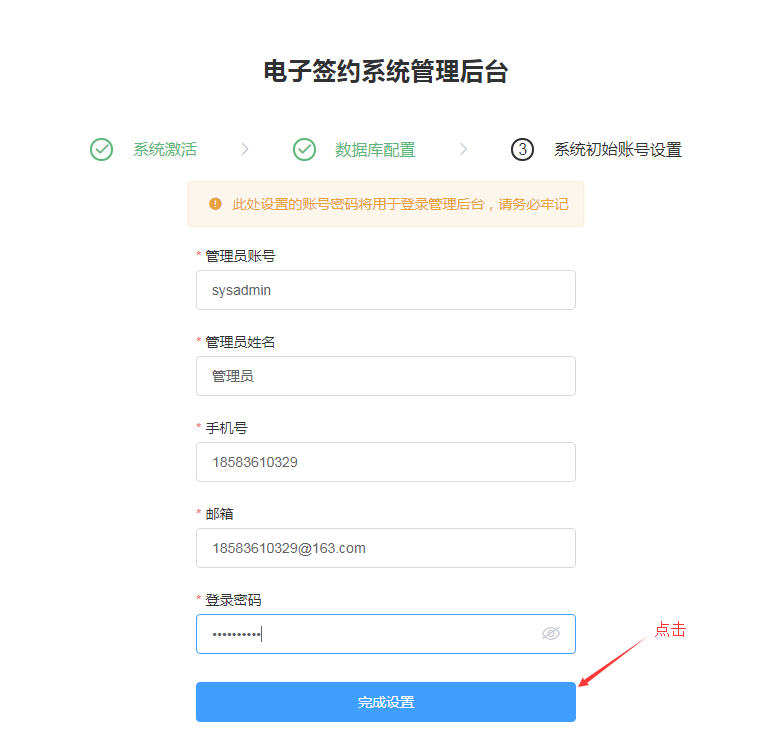 电子签约系统管理后台
系统激活 > 数据库配置 > 3 系统初始账号设置
此处设置的账号密码将用于登录管理后台，请务必牢记
* 管理员账号
sysadmin
* 管理员姓名
管理员
* 手机号
18583610329
* 邮箱
18583610329@163.com
* 登录密码
••••••••••
点击
完成设置